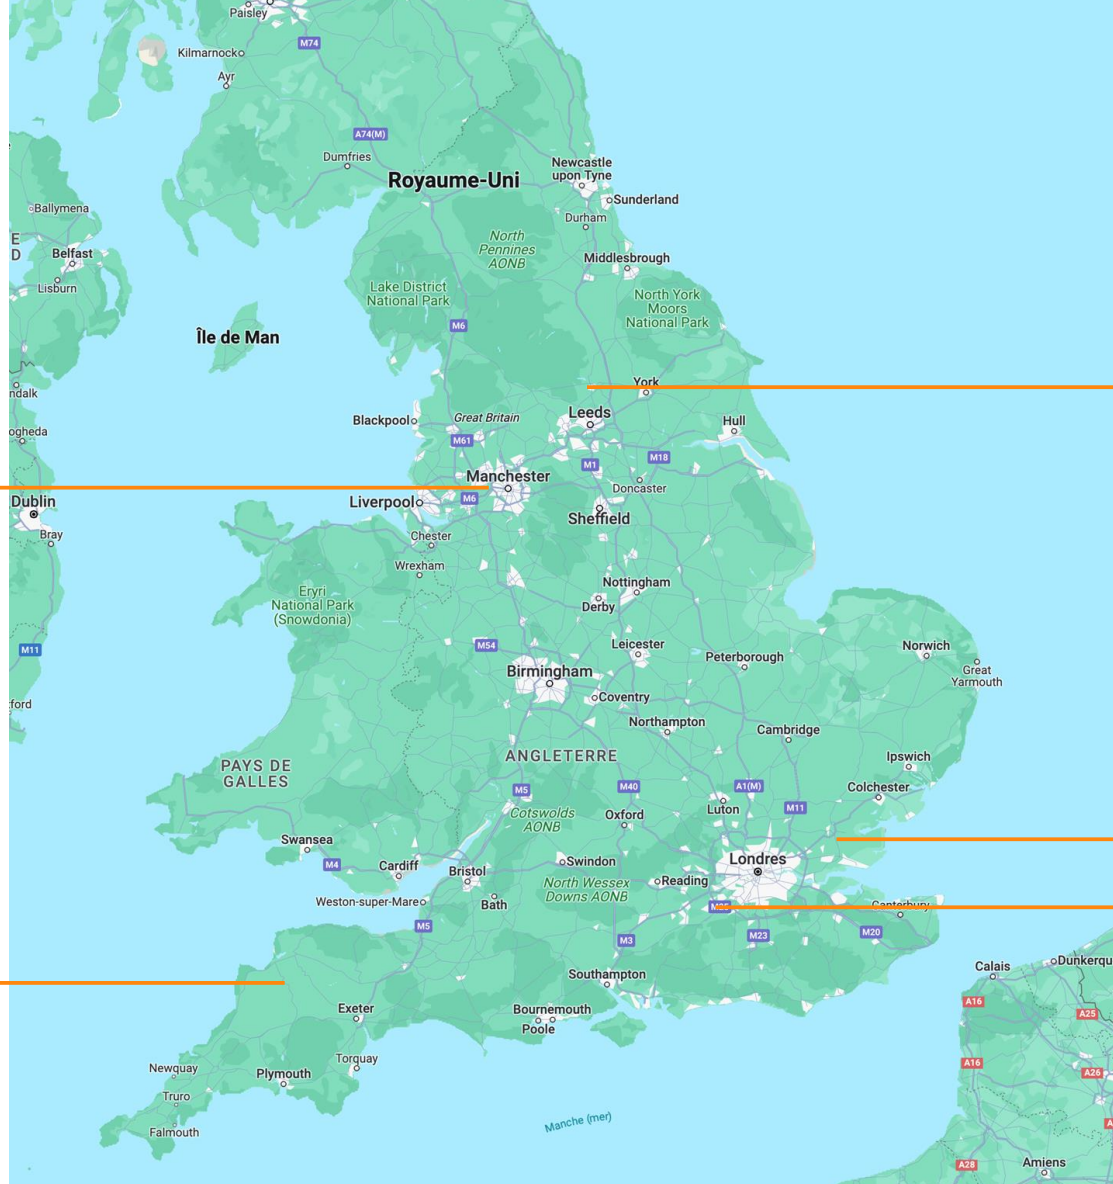 Paisley
M74
Kilmarnock
Ayr
A74(M)
Dumfries
Newcastle
upon Tyne
Royaume-Uni
Sunderland
Ballymena
Durham
E
D
North
Pennines
AONB
Belfast
Middlesbrough
Lisburn
Lake District
National Park
North York
Moors
National Park
M6
Île de Man
York
ndalk
Leeds
Great Britain
Blackpool
Hull
ogheda
M61
M18
M1
Manchester
Doncaster
Dublin
Liverpool
M6
Sheffield
Bray
Chester
Wrexham
Nottingham
Eryri
National Park
(Snowdonia)
Derby
M11
M54
Leicester
Norwich
Peterborough
Birmingham
Great
Yarmouth
Coventry
ford
Northampton
Cambridge
ANGLETERRE
Ipswich
PAYS DE
GALLES
M5
M40
A1(M)
Colchester
M11
Luton
Cotswolds
AONB
Oxford
Swansea
Londres
M4
Cardiff
Bristol
Swindon
Reading
North Wessex
Downs AONB
Weston-super-Mare
Bath
M25
Canterbury
M5
M3
M23
M20
Southampton
Calais
Dunkerqu
Exeter
Bournemouth
Poole
A16
A25
Torquay
Newquay
Plymouth
A16
A26
Truro
Falmouth
Manche (mer)
A
A28
Amiens